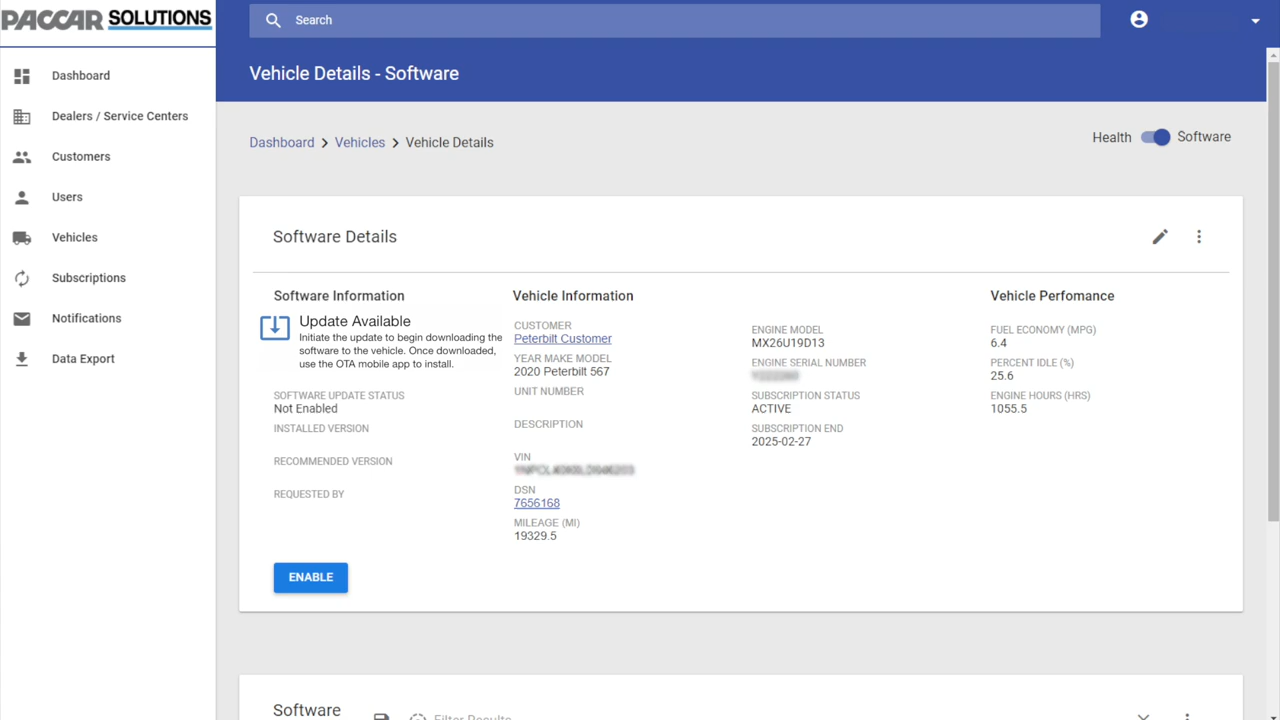 PACCAR SOLUTIONS
Search
Vehicle Details - Software
Dashboard
Dealers / Service Centers
Customers
Users
Vehicles
Subscriptions
Notifications
Data Export
Dashboard > Vehicles > Vehicle Details
Health Software
Software Details
Software Information
Update Available
Initiate the update to begin downloading the
software to the vehicle. Once downloaded,
use the OTA mobile app to install.
SOFTWARE UPDATE STATUS
Not Enabled
INSTALLED VERSION
RECOMMENDED VERSION
REQUESTED BY
ENABLE
Vehicle Information
CUSTOMER
Peterbilt Customer
YEAR MAKE MODEL
2020 Peterbilt 567
UNIT NUMBER
DESCRIPTION
VIN
DSN
7656168
MILEAGE (MI)
19329.5
ENGINE MODEL
MX26U19D13
ENGINE SERIAL NUMBER
SUBSCRIPTION STATUS
ACTIVE
SUBSCRIPTION END
2025-02-27
Vehicle Perfomance
FUEL ECONOMY (MPG)
6.4
PERCENT IDLE (%)
25.6
ENGINE HOURS (HRS)
1055.5
Software
Filter Results